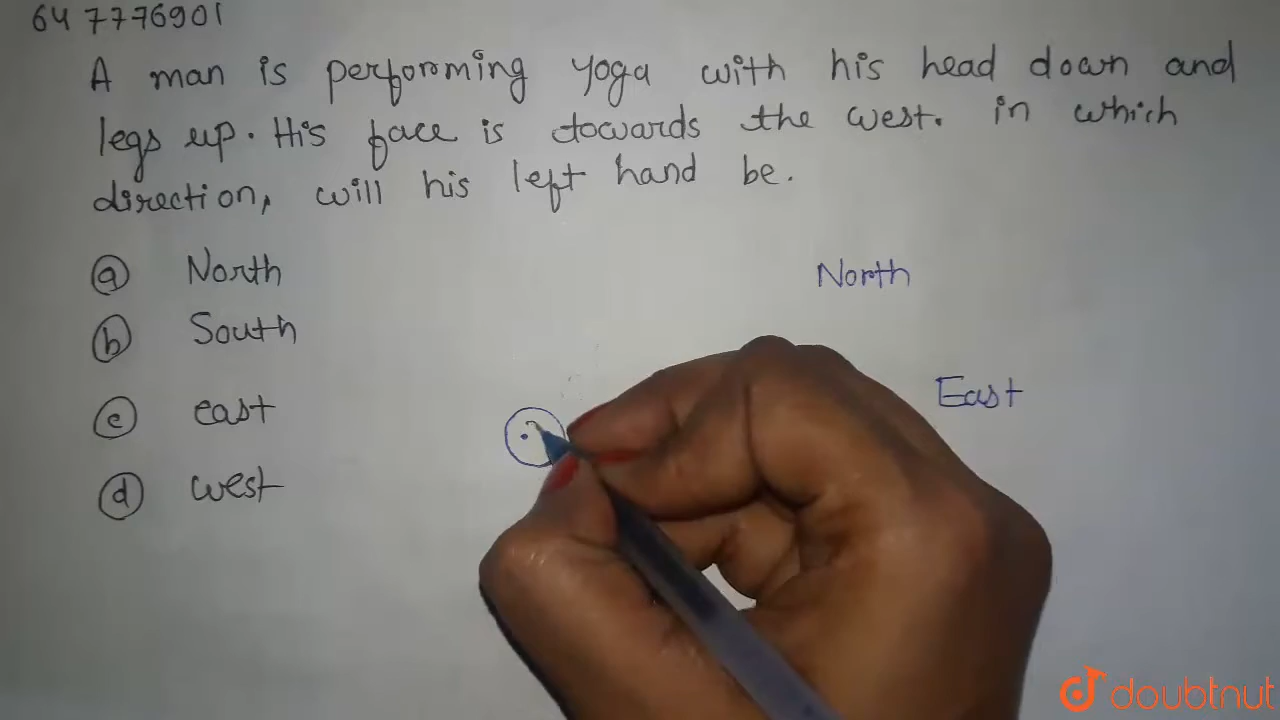 647776901
A man is performing yoga with his head down and
legs up. His face is towards the west. in which
direction, will his left hand be.
a North
b South
c east
d west
North
East
doubtnut